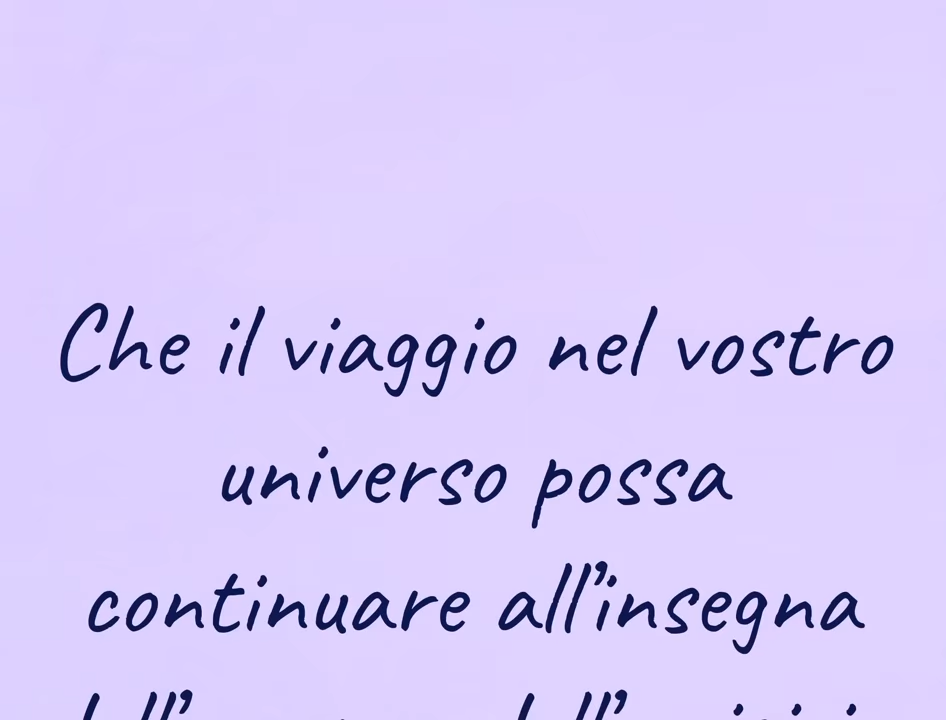 Che il viaggio nel vostro
universo possa
continuare all’insegna